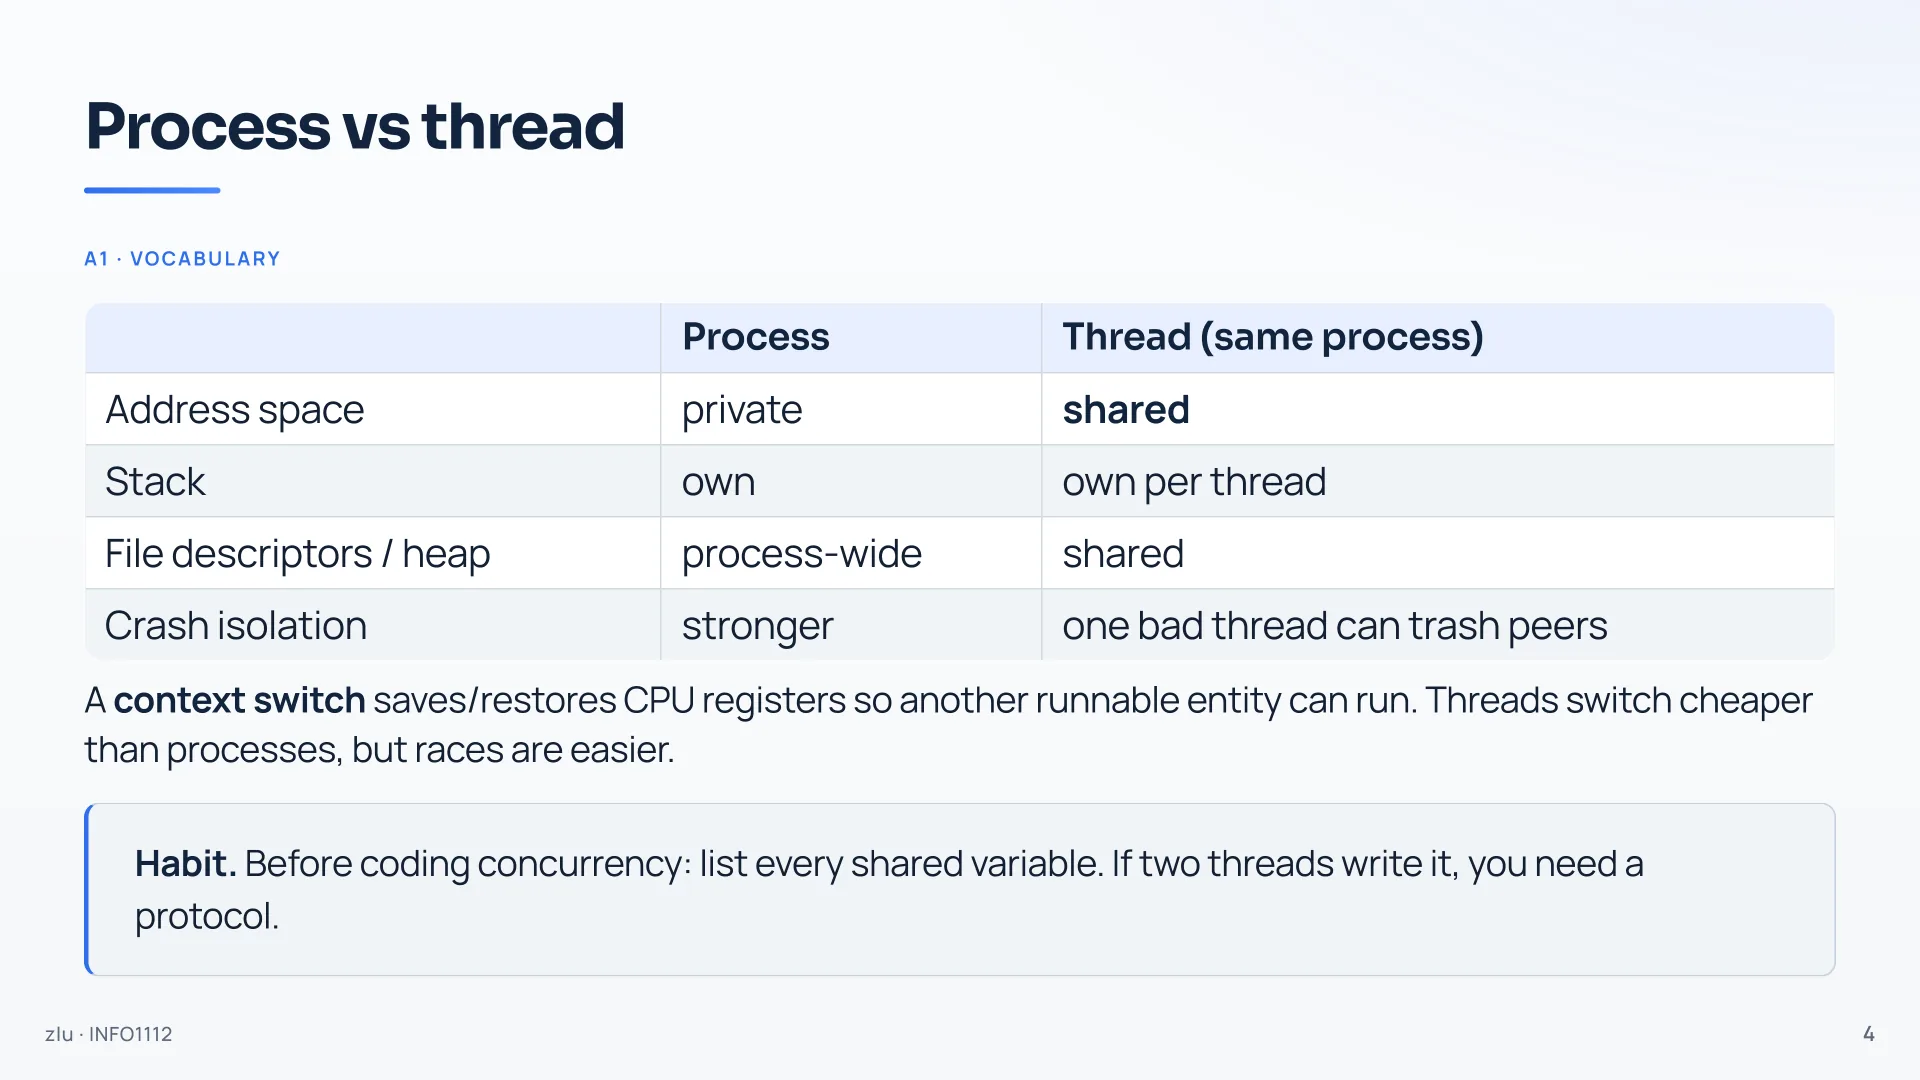 Process vs thread
A1 · VOCABULARY
Process Thread (same process)
Address space private shared
Stack own own per thread
File descriptors / heap process-wide shared
Crash isolation stronger one bad thread can trash peers
A context switch saves/restores CPU registers so another runnable entity can run. Threads switch cheaper
than processes, but races are easier.
Habit. Before coding concurrency: list every shared variable. If two threads write it, you need a
protocol.
zlu · INFO1112
4